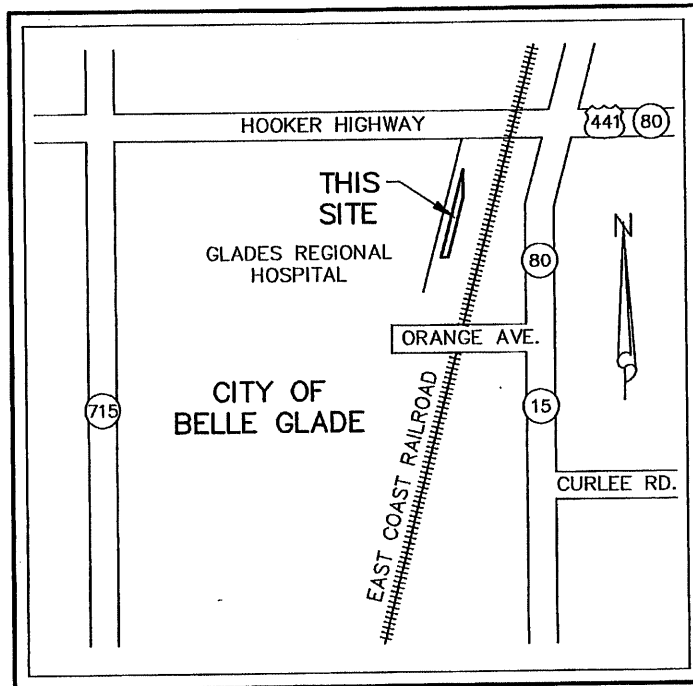 HOOKER HIGHWAY
441
80
THIS
SITE
GLADES REGIONAL
HOSPITAL
N
80
ORANGE AVE.
CITY OF
BELLE GLADE
715
15
EAST COAST RAILROAD
CURLEE RD.